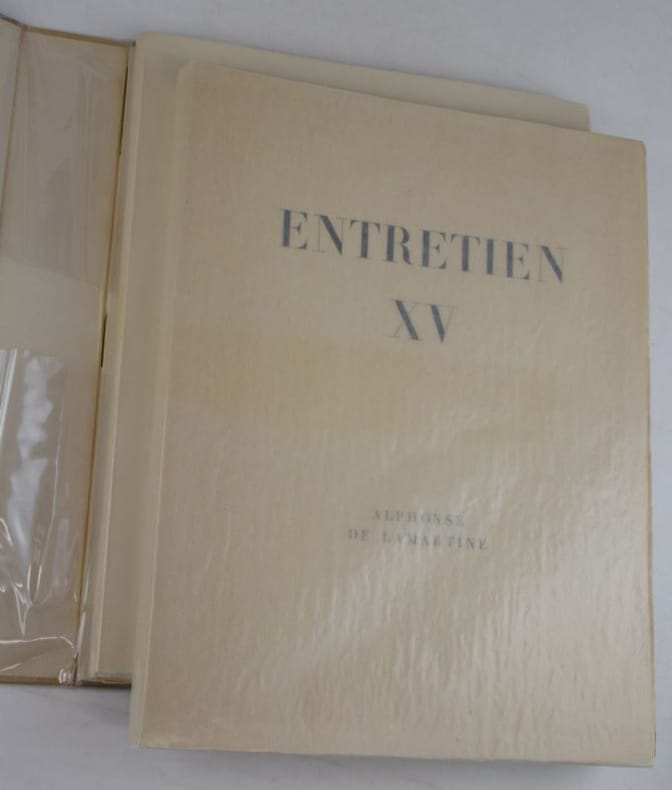 ENTRETIEN
XV
ALPHONSE
DE LAMARTINE